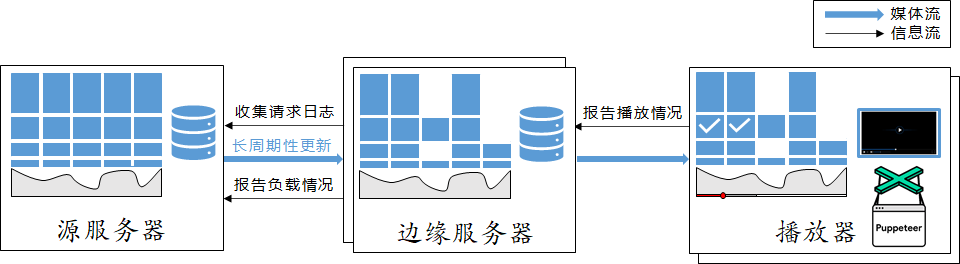 媒体流
信息流
收集请求日志
长周期性更新
报告负载情况
报告播放情况
源服务器
边缘服务器
播放器
Puppeteer